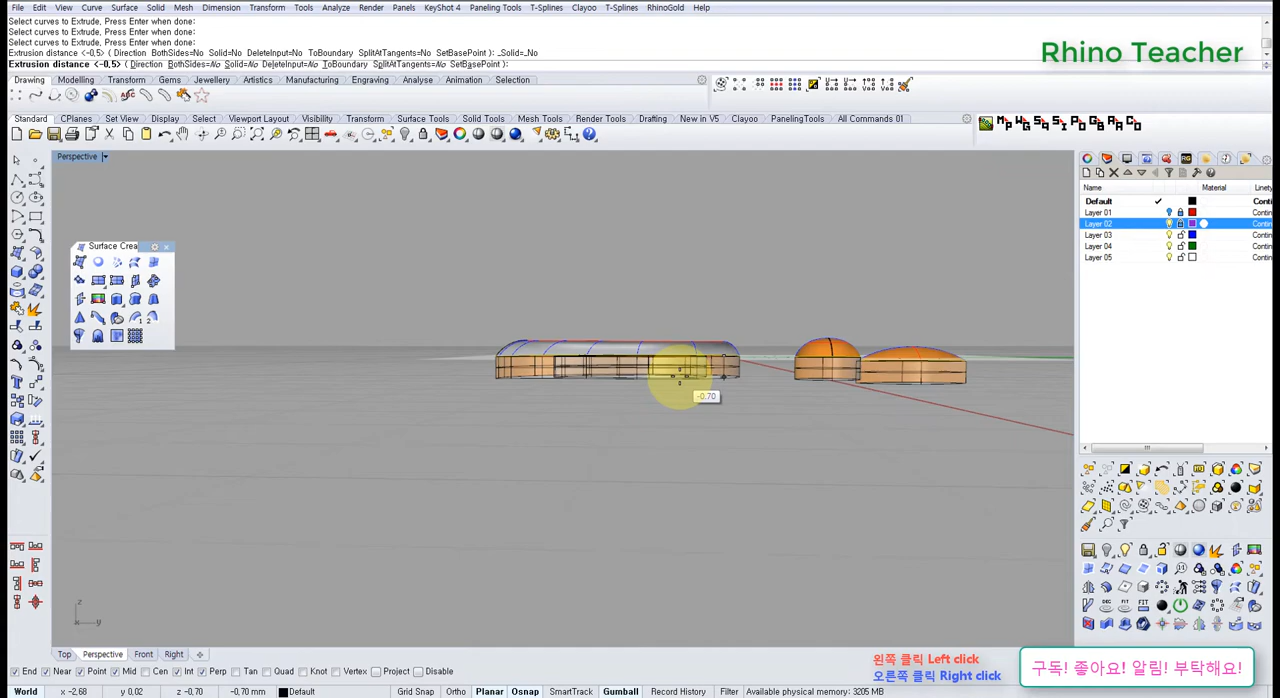 File Edit View Curve Surface Solid Mesh Dimension Transform Tools Analyze Render Panels KeyShot 4 Paneling Tools T-Splines Clayoo T-Splines RhinoGold Help
Select curves to Extrude, Press Enter when done:
Select curves to Extrude, Press Enter when done:
Select curves to Extrude, Press Enter when done:
Extrusion distance <-0,5> ( Direction BothSides=No Solid=No DeleteInput=No ToBoundary SplitAtTangents=No SetBasePoint ): _Solid=_No
Extrusion distance <-0,5> ( Direction BothSides=No Solid=No DeleteInput=No ToBoundary SplitAtTangents=No SetBasePoint ):
Rhino Teacher
Drawing Modelling Transform Gems Jewellery Artistics Manufacturing Engraving Analyse Animation Selection
Standard CPlanes Set View Display Select Viewport Layout Visibility Transform Curve Tools Surface Tools Solid Tools Mesh Tools Render Tools Drafting New in V5 Clayoo PanelingTools All Commands 01
Perspective
Surface Crea
Name Material Linety
Default Conti
Layer 01 Contin
Layer 02 Contin
Layer 03 Contin
Layer 04 Contin
Layer 05 Contin
-0.70
z
y
Top Perspective Front Right
End Near Point Mid Cen Int Perp Tan Quad Knot Vertex Project Disable
왼쪽 클릭 Left click
오른쪽 클릭 Right click
구독! 좋아요! 알림! 부탁해요!
World x -2.68 y 0.02 z -0.70 -0.70 mm Default Grid Snap Ortho Planar Osnap SmartTrack Gumball Record History Filter Available physical memory: 3205 MB